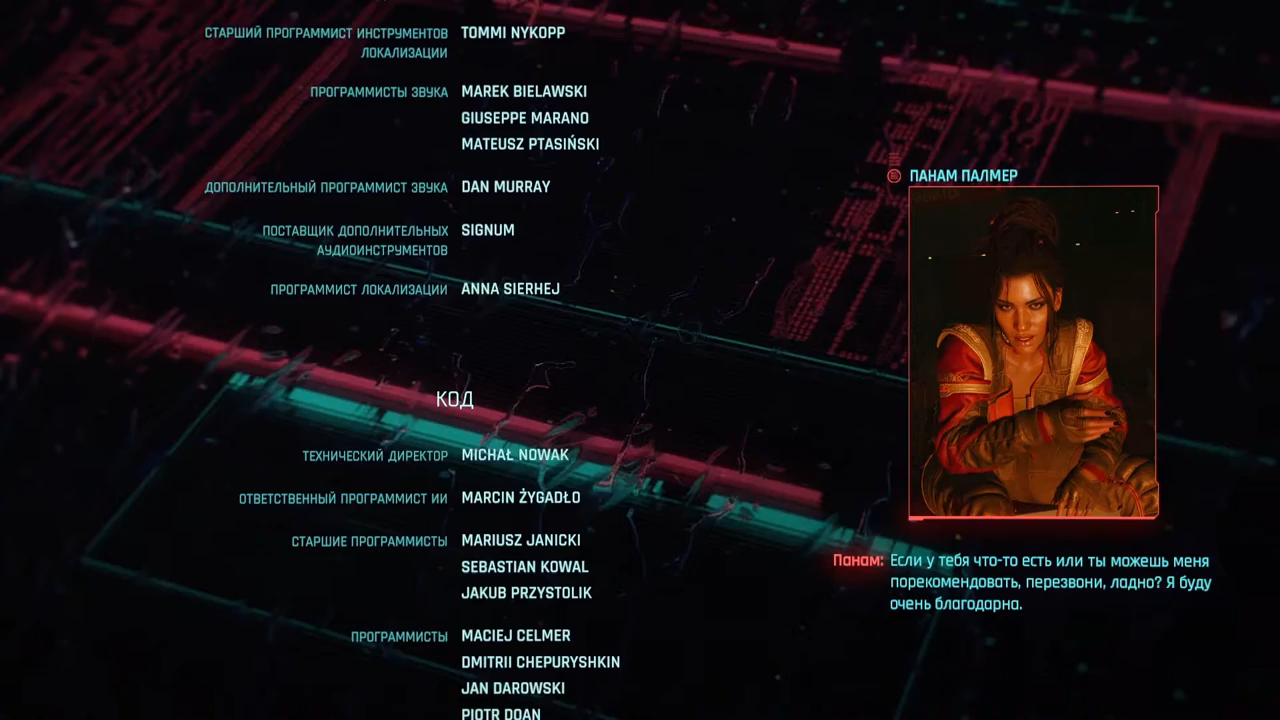 СТАРШИЙ ПРОГРАММИСТ ИНСТРУМЕНТОВ
ЛОКАЛИЗАЦИИ
TOMMI NYKOPP
ПРОГРАММИСТЫ ЗВУКА
MAREK BIELAWSKI
GIUSEPPE MARANO
MATEUSZ PTASIŃSKI
ДОПОЛНИТЕЛЬНЫЙ ПРОГРАММИСТ ЗВУКА
DAN MURRAY
ПОСТАВЩИК ДОПОЛНИТЕЛЬНЫХ
АУДИОИНСТРУМЕНТОВ
SIGNUM
ПРОГРАММИСТ ЛОКАЛИЗАЦИИ
ANNA SIERHEJ
КОД
ТЕХНИЧЕСКИЙ ДИРЕКТОР
MICHAŁ NOWAK
ОТВЕТСТВЕННЫЙ ПРОГРАММИСТ ИИ
MARCIN ŻYGADŁO
СТАРШИЕ ПРОГРАММИСТЫ
MARIUSZ JANICKI
SEBASTIAN KOWAL
JAKUB PRZYSTOLIK
ПРОГРАММИСТЫ
MACIEJ CELMER
DMITRII CHEPURYSHKIN
JAN DAROWSKI
PIOTR DOAN
ПАНАМ ПАЛМЕР
Панам: Если у тебя что-то есть или ты можешь меня
порекомендовать, перезвони, ладно? Я буду
очень благодарна.